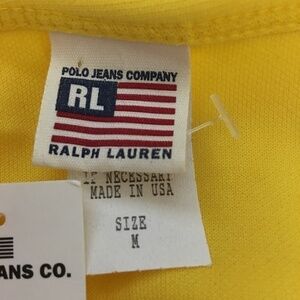 POLO JEANS COMPANY
RL
RALPH LAUREN
IF NECESSARY
MADE IN USA
SIZE
M
ANS CO.